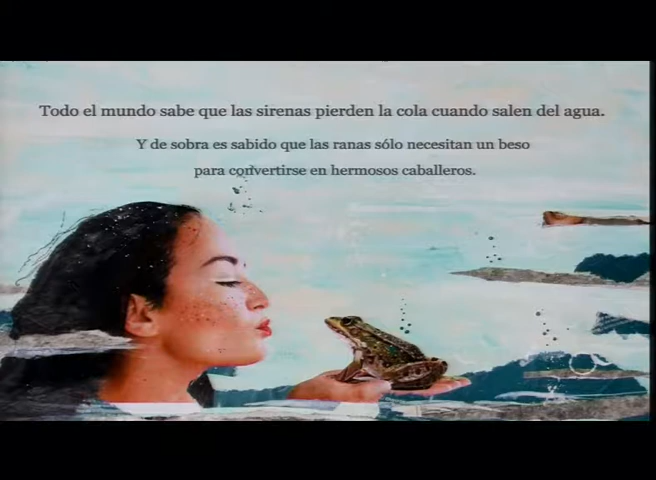 Todo el mundo sabe que las sirenas pierden la cola cuando salen del agua.
Y de sobra es sabido que las ranas sólo necesitan un beso
para convertirse en hermosos caballeros.